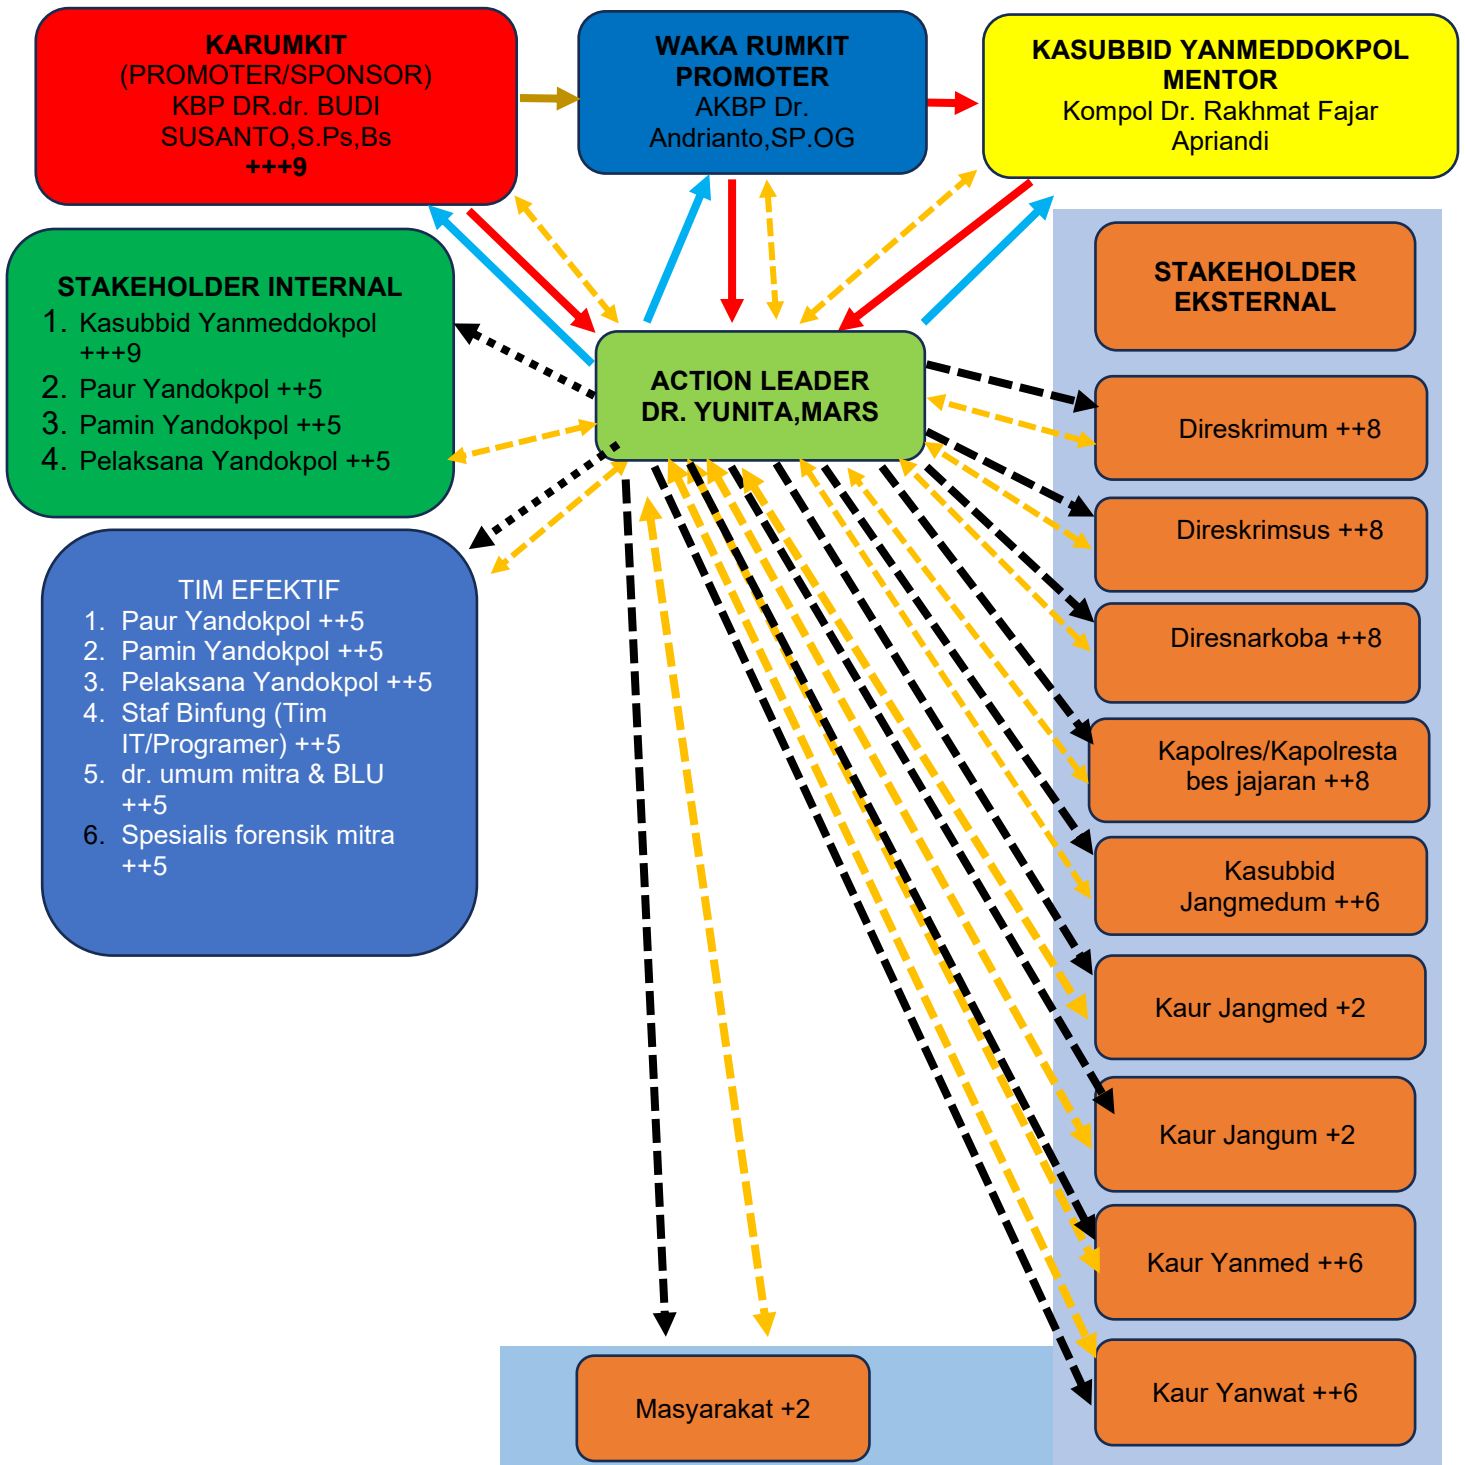 KARUMKIT
(PROMOTER/SPONSOR)
KBP DR.dr. BUDI
SUSANTO,S.Ps,Bs
+++9
WAKA RUMKIT
PROMOTER
AKBP Dr.
Andrianto,SP.OG
KASUBBID YANMEDDOKPOL
MENTOR
Kompol Dr. Rakhmat Fajar
Apriandi
STAKEHOLDER INTERNAL
1. Kasubbid Yanmeddokpol
+++9
2. Paur Yandokpol ++5
3. Pamin Yandokpol ++5
4. Pelaksana Yandokpol ++5
ACTION LEADER
DR. YUNITA,MARS
TIM EFEKTIF
1. Paur Yandokpol ++5
2. Pamin Yandokpol ++5
3. Pelaksana Yandokpol ++5
4. Staf Binfung (Tim
IT/Programer) ++5
5. dr. umum mitra & BLU
++5
6. Spesialis forensik mitra
++5
STAKEHOLDER
EKSTERNAL
Direskrimum ++8
Direskrimsus ++8
Diresnarkoba ++8
Kapolres/Kapolresta
bes jajaran ++8
Kasubbid
Jangmedum ++6
Kaur Jangmed +2
Kaur Jangum +2
Kaur Yanmed ++6
Kaur Yanwat ++6
Masyarakat +2